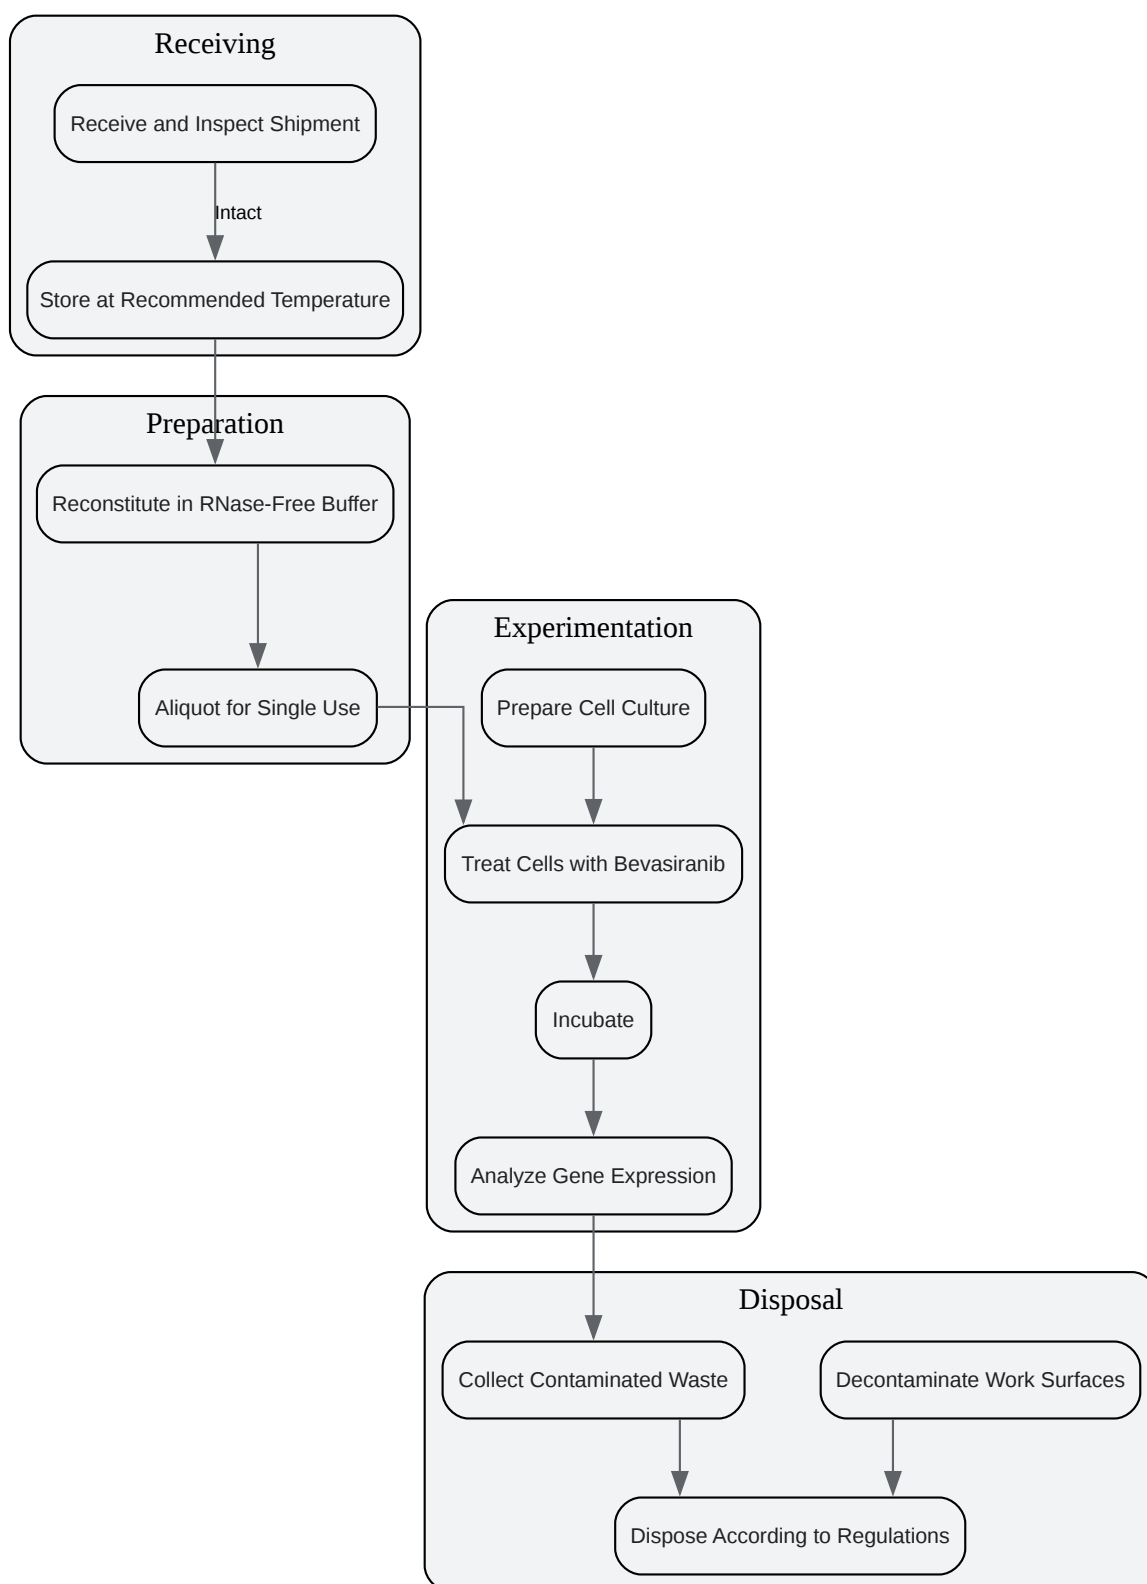 Receiving
Receive and Inspect Shipment
Intact
Store at Recommended Temperature
Preparation
Reconstitute in RNase-Free Buffer
Aliquot for Single Use
Experimentation
Prepare Cell Culture
Treat Cells with Bevasiranib
Incubate
Analyze Gene Expression
Disposal
Collect Contaminated Waste
Decontaminate Work Surfaces
Dispose According to Regulations